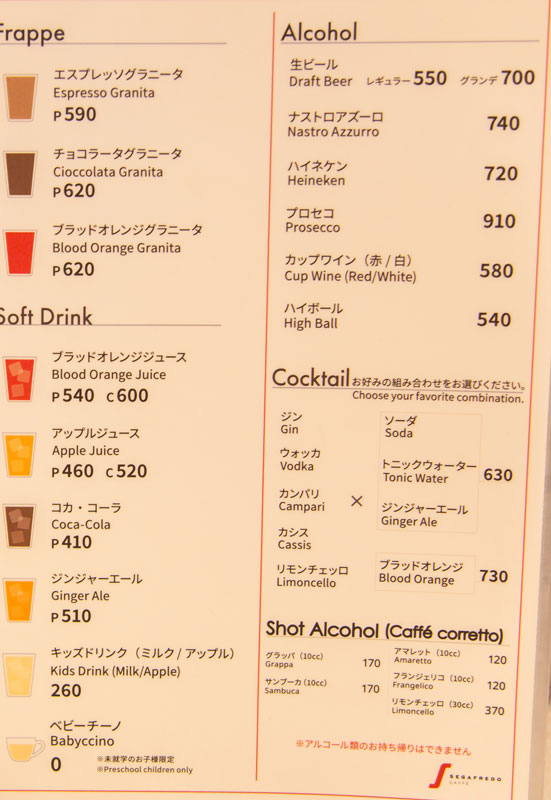 Frappe
エスプレッソグラニータ
Espresso Granita
P 590
チョコラータグラニータ
Cioccolata Granita
P 620
ブラッドオレンジグラニータ
Blood Orange Granita
P 620
Soft Drink
ブラッドオレンジジュース
Blood Orange Juice
P 540 C 600
アップルジュース
Apple Juice
P 460 C 520
コカ・コーラ
Coca-Cola
P 410
ジンジャーエール
Ginger Ale
P 510
キッズドリンク（ミルク / アップル）
Kids Drink (Milk/Apple)
260
ベビーチーノ
Babyccino
0
※未就学のお子様限定
※Preschool children only
Alcohol
生ビール
Draft Beer レギュラー 550 グランデ 700
ナストロアズーロ
Nastro Azzurro 740
ハイネケン
Heineken 720
プロセコ
Prosecco 910
カップワイン（赤 / 白）
Cup Wine (Red/White) 580
ハイボール
High Ball 540
Cocktail お好みの組み合わせをお選びください。
Choose your favorite combination.
ジン
Gin
ウォッカ
Vodka
カンパリ
Campari
カシス
Cassis
リモンチェッロ
Limoncello
×
ソーダ
Soda
トニックウォーター
Tonic Water 630
ジンジャーエール
Ginger Ale
ブラッドオレンジ
Blood Orange 730
Shot Alcohol (Caffé corretto)
グラッパ（10cc）
Grappa 170
サンブーカ（10cc）
Sambuca 170
アマレット（10cc）
Amaretto 120
フランジェリコ（10cc）
Frangelico 120
リモンチェッロ（30cc）
Limoncello 370
※アルコール類のお持ち帰りはできません
SEGAFREDO
CAFFÈ